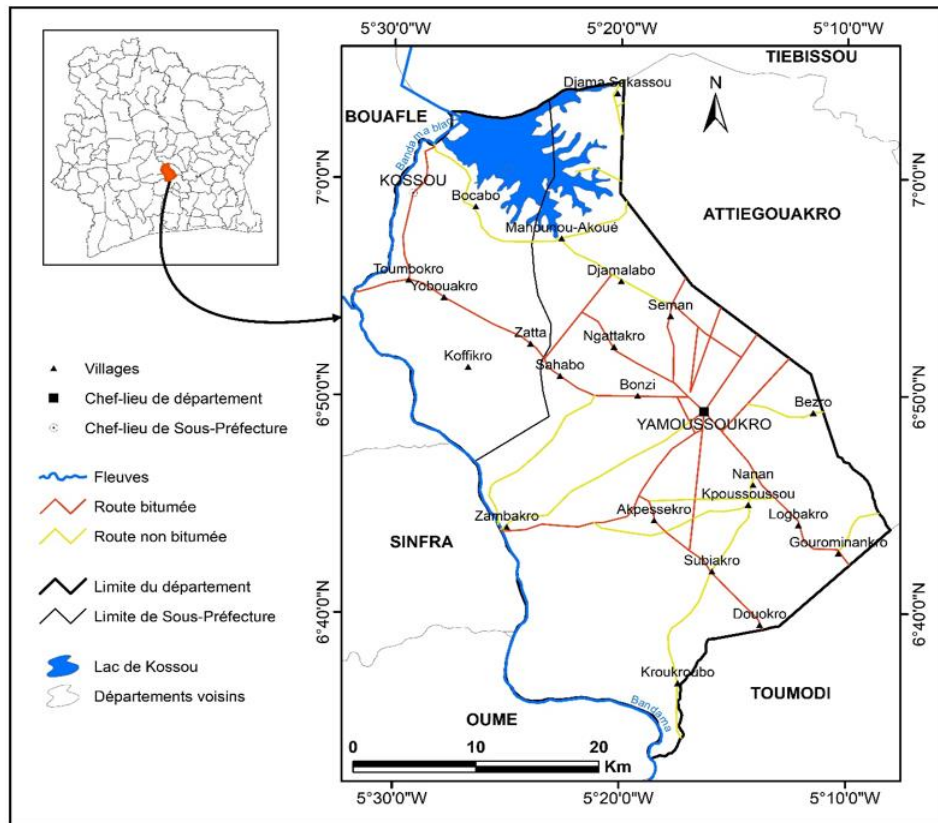 5°30'0"W
5°20'0"W
5°10'0"W
TIEBISSOU
Djama Sakassou
N
BOUAFLE
Bandama blanc
7°0'0"N
7°0'0"N
KOSSOU
Bocabo
ATTIEGOUAKRO
Mahounou-Akoué
Toumbokro
Djamalabo
Yobouakro
Seman
Zatta
Ngattakro
Koffikro
Sahabo
6°50'0"N
Bonzi
6°50'0"N
Bezro
YAMOUSSOUKRO
Nanan
Kpoussoussou
Zambakro
Akpessekro
Logbakro
SINFRA
Gourominankro
Subiakro
6°40'0"N
Douokro
6°40'0"N
Kroukroubo
TOUMODI
Bandama
OUME
0
10
20
Km
5°30'0"W
5°20'0"W
5°10'0"W
Villages
Chef-lieu de département
Chef-lieu de Sous-Préfecture
Fleuves
Route bitumée
Route non bitumée
Limite du département
Limite de Sous-Préfecture
Lac de Kossou
Départements voisins